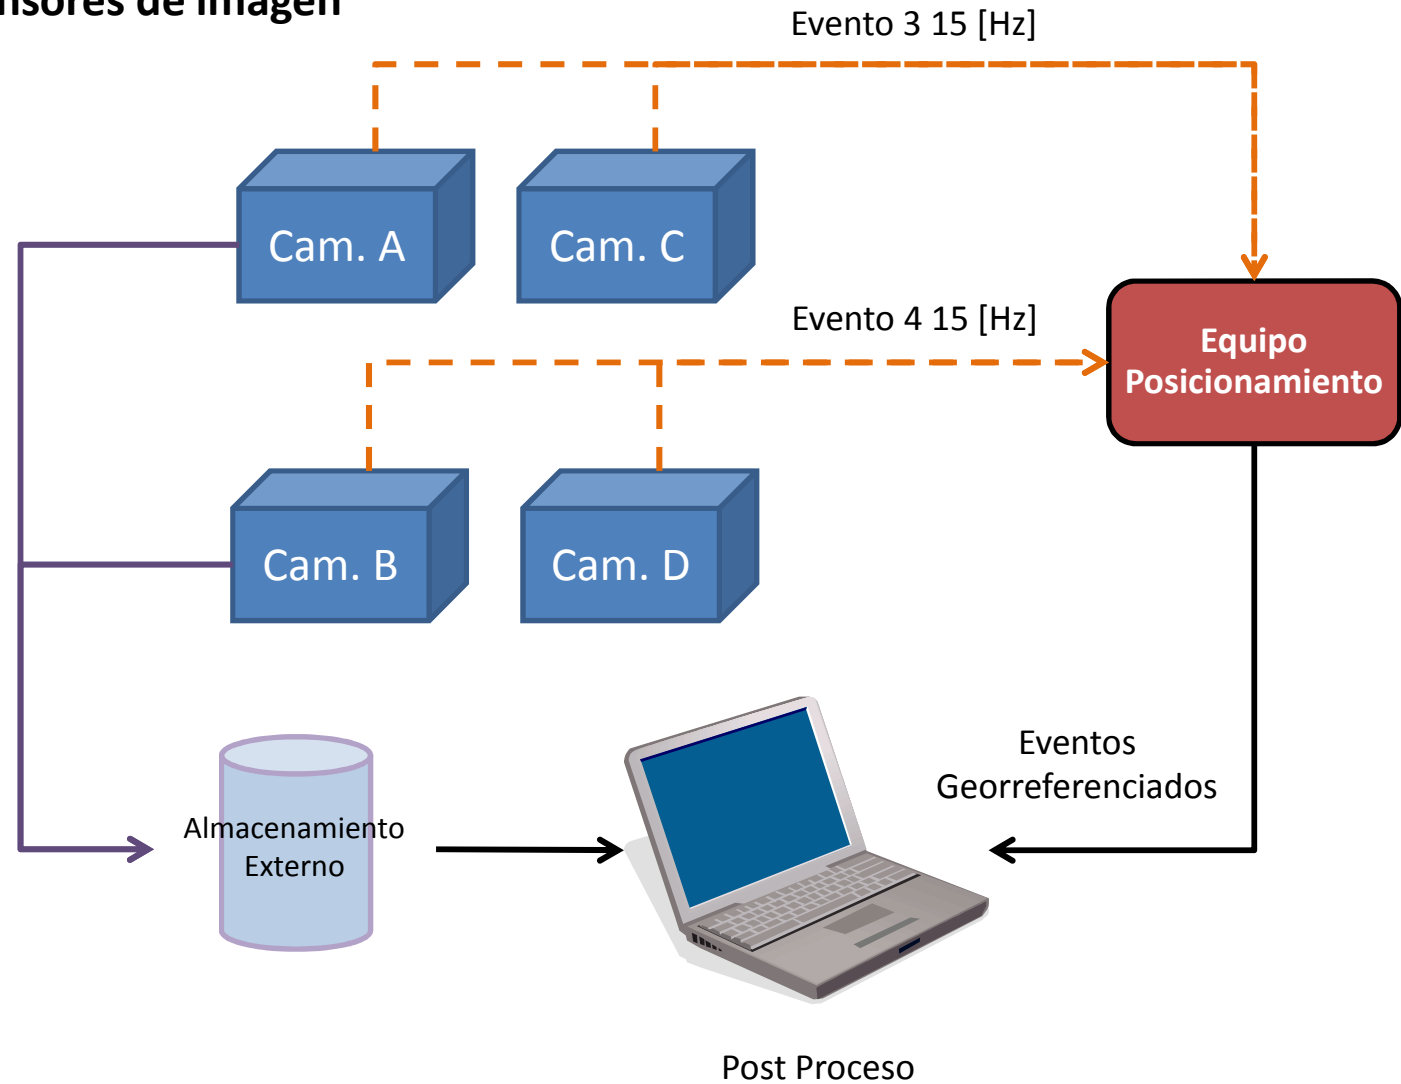 Evento 3 15 [Hz]
Cam. A
Cam. C
Evento 4 15 [Hz]
Equipo
Posicionamiento
Cam. B
Cam. D
Eventos
Georreferenciados
Almacenamiento
Externo
Post Proceso